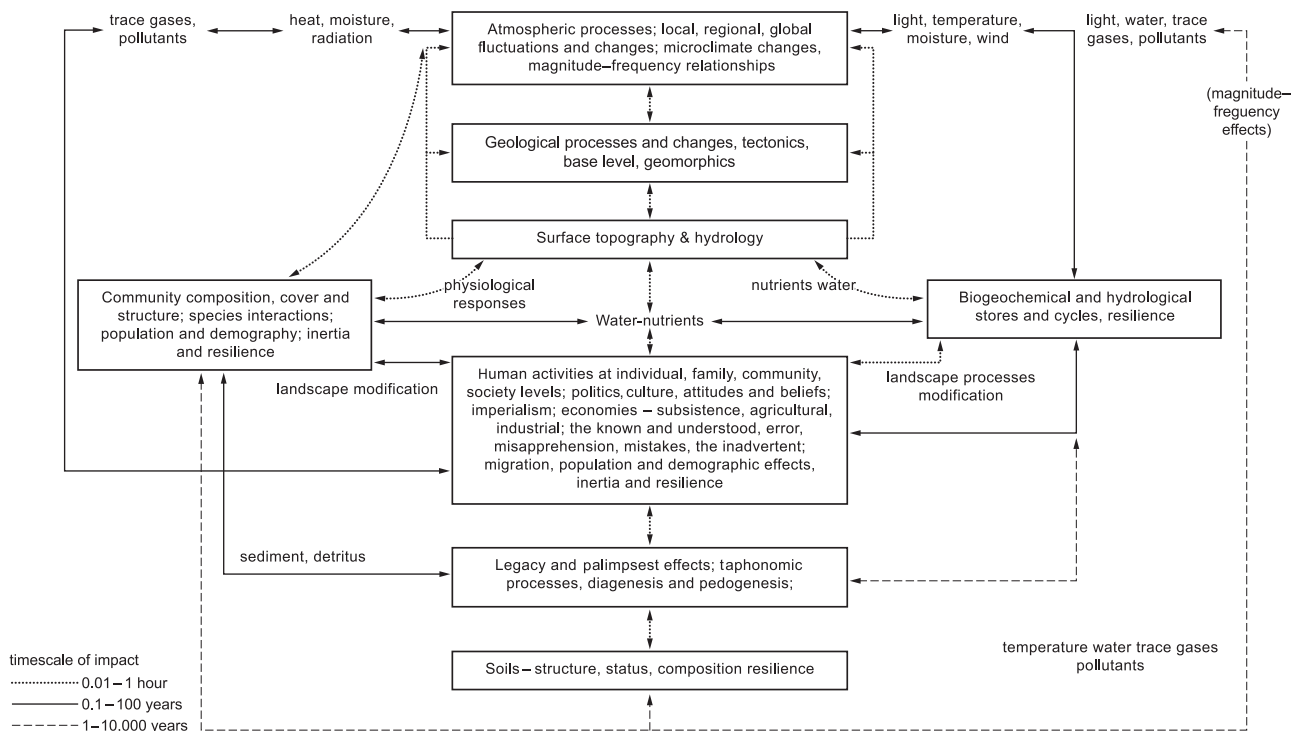 trace gases,
pollutants
heat, moisture,
radiation
Atmospheric processes; local, regional, global
fluctuations and changes; microclimate changes,
magnitude–frequency relationships
light, temperature,
moisture, wind
light, water, trace
gases, pollutants
(magnitude–
freguency
effects)
Geological processes and changes, tectonics,
base level, geomorphics
Surface topography & hydrology
physiological
responses
nutrients water
Community composition, cover and
structure; species interactions;
population and demography; inertia
and resilience
Water-nutrients
Biogeochemical and hydrological
stores and cycles, resilience
landscape modification
Human activities at individual, family, community,
society levels; politics, culture, attitudes and beliefs;
imperialism; economies – subsistence, agricultural,
industrial; the known and understood, error,
misapprehension, mistakes, the inadvertent;
migration, population and demographic effects,
inertia and resilience
landscape processes
modification
sediment, detritus
Legacy and palimpsest effects; taphonomic
processes, diagenesis and pedogenesis;
Soils – structure, status, composition resilience
temperature water trace gases
pollutants
timescale of impact
0.01 – 1 hour
0.1 – 100 years
1 – 10.000 years